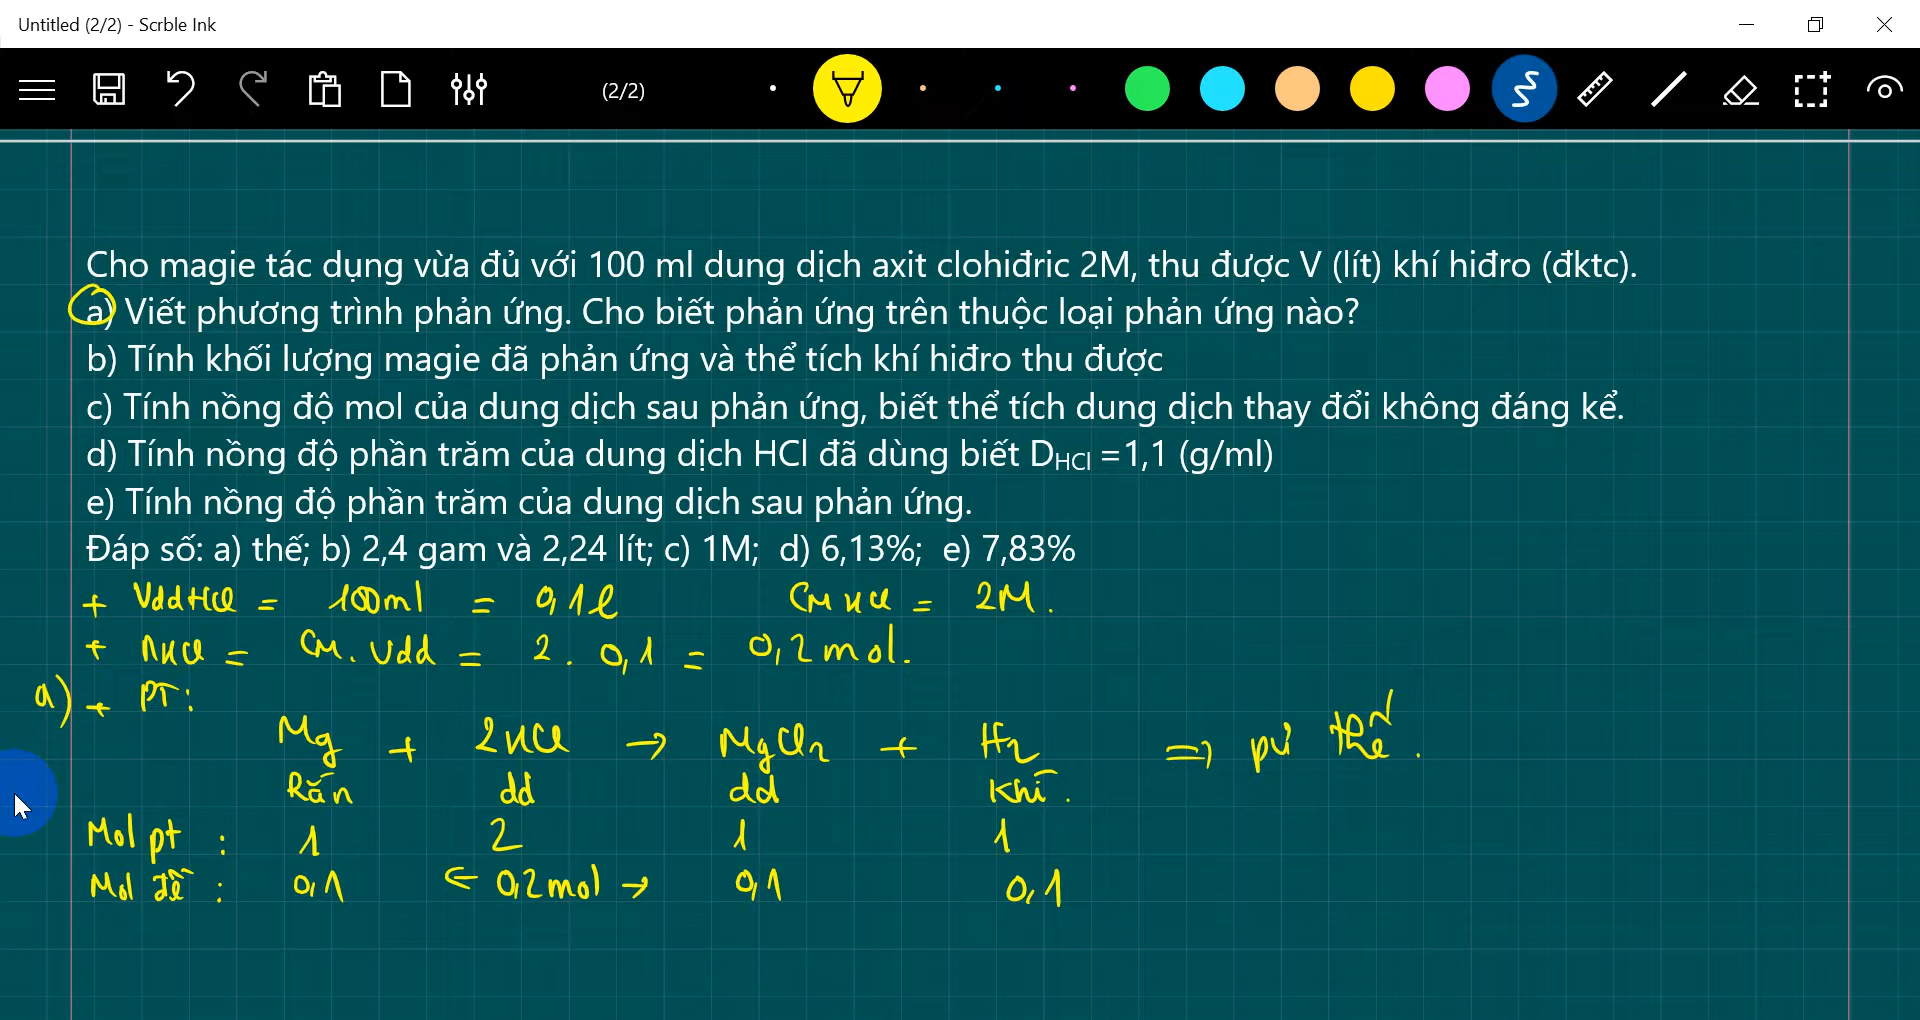 Untitled (2/2) - Scrble Ink
(2/2)
Cho magie tác dụng vừa đủ với 100 ml dung dịch axit clohiđric 2M, thu được V (lít) khí hiđro (đktc).
a) Viết phương trình phản ứng. Cho biết phản ứng trên thuộc loại phản ứng nào?
b) Tính khối lượng magie đã phản ứng và thể tích khí hiđro thu được
c) Tính nồng độ mol của dung dịch sau phản ứng, biết thể tích dung dịch thay đổi không đáng kể.
d) Tính nồng độ phần trăm của dung dịch HCl đã dùng biết D_HCl =1,1 (g/ml)
e) Tính nồng độ phần trăm của dung dịch sau phản ứng.
Đáp số: a) thế; b) 2,4 gam và 2,24 lít; c) 1M; d) 6,13%; e) 7,83%
+ VddHCl = 100ml = 0,1l CM HCl = 2M.
+ nHCl = CM. Vdd = 2. 0,1 = 0,2 mol.
a) + PT:
Mg + 2HCl → MgCl2 + H2 => pư thế.
Rắn dd dd Khí.
Mol pt : 1 2 1 1
Mol đề : 0,1 ← 0,2mol → 0,1 0,1